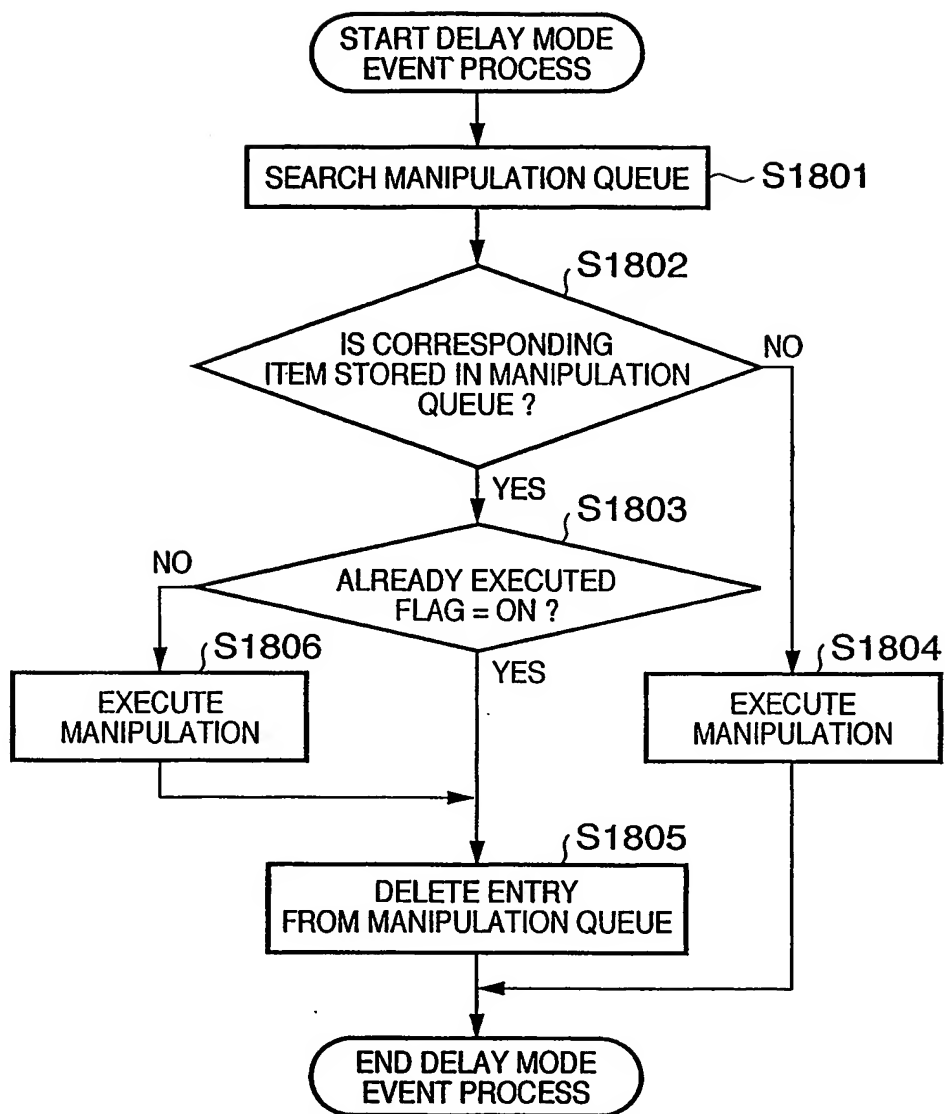 START DELAY MODE
EVENT PROCESS
SEARCH MANIPULATION QUEUE
S1801
S1802
IS CORRESPONDING
ITEM STORED IN MANIPULATION
QUEUE ?
NO
YES
S1803
NO
ALREADY EXECUTED
FLAG = ON ?
S1806
YES
S1804
EXECUTE
MANIPULATION
EXECUTE
MANIPULATION
S1805
DELETE ENTRY
FROM MANIPULATION QUEUE
END DELAY MODE
EVENT PROCESS